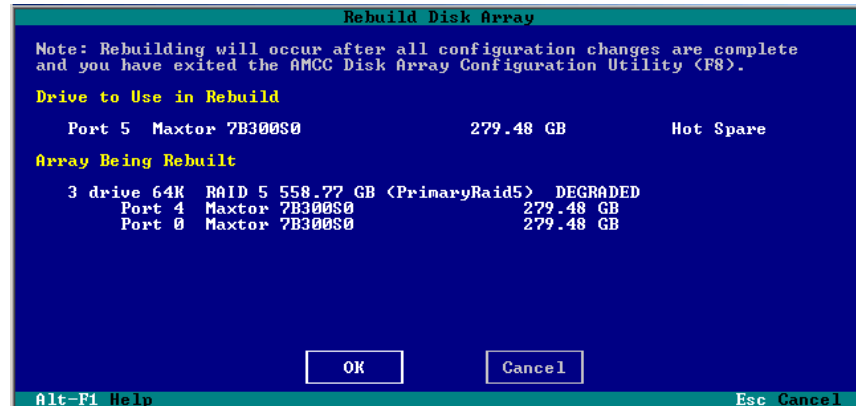 Rebuild Disk Array
Note: Rebuilding will occur after all configuration changes are complete
and you have exited the AMCC Disk Array Configuration Utility (F8).
Drive to Use in Rebuild
Port 5 Maxtor 7B300S0 279.48 GB Hot Spare
Array Being Rebuilt
3 drive 64K RAID 5 558.77 GB (PrimaryRaid5) DEGRADED
Port 4 Maxtor 7B300S0 279.48 GB
Port 0 Maxtor 7B300S0 279.48 GB
OK Cancel
Alt-F1 Help Esc Cancel